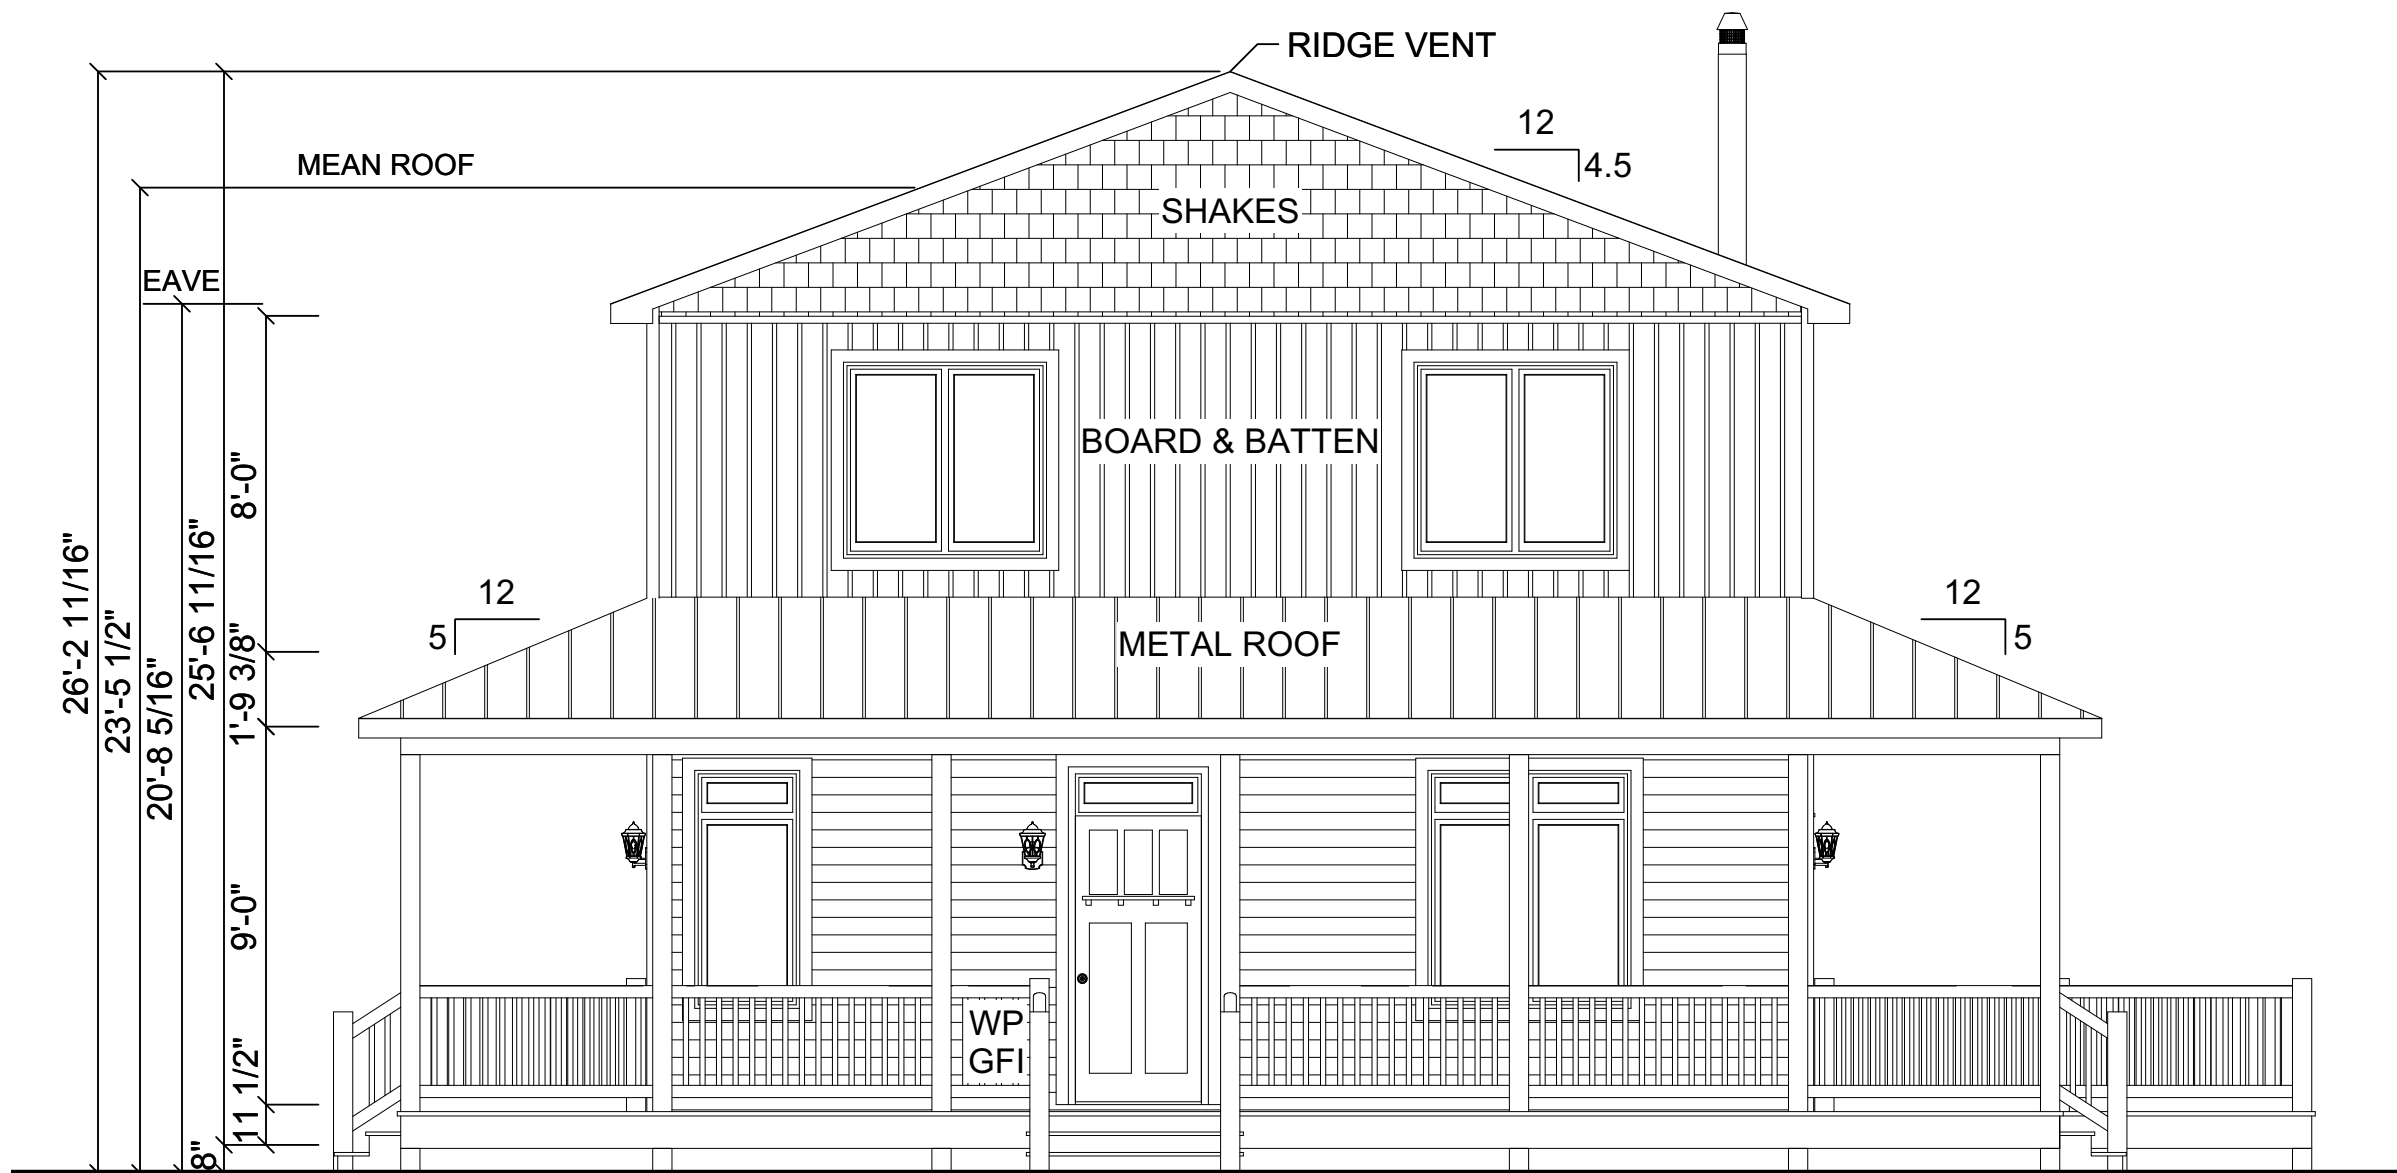 RIDGE VENT
12
4.5
MEAN ROOF
SHAKES
EAVE
8'-0"
BOARD & BATTEN
26'-2 11/16"
23'-5 1/2"
20'-8 5/16"
25'-6 11/16"
1'-9 3/8"
12
5
METAL ROOF
12
5
9'-0"
WP
GFI
11 1/2"
8"